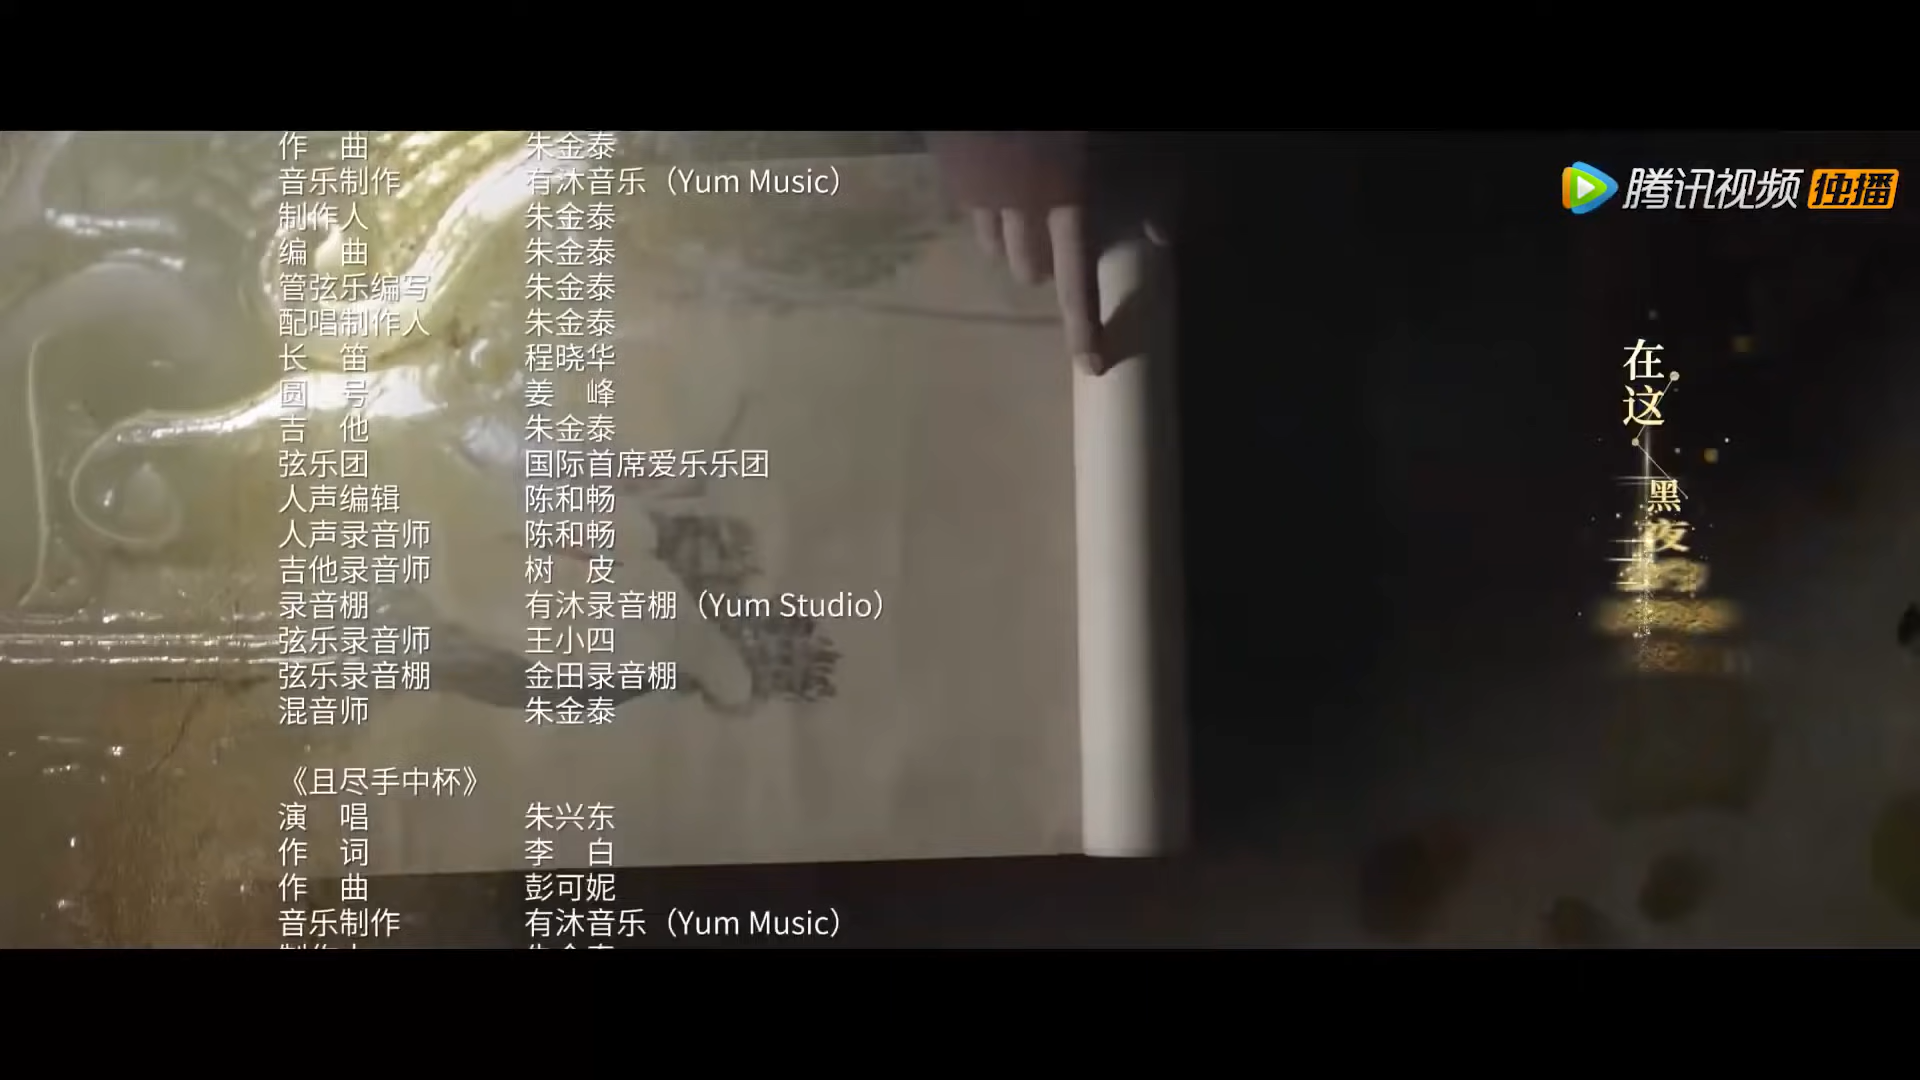 作 曲 朱金泰
音乐制作 有沐音乐（Yum Music）
制作人 朱金泰
编 曲 朱金泰
管弦乐编写 朱金泰
配唱制作人 朱金泰
长 笛 程晓华
圆 号 姜 峰
吉 他 朱金泰
弦乐团 国际首席爱乐乐团
人声编辑 陈和畅
人声录音师 陈和畅
吉他录音师 树 皮
录音棚 有沐录音棚（Yum Studio）
弦乐录音师 王小四
弦乐录音棚 金田录音棚
混音师 朱金泰
《且尽手中杯》
演 唱 朱兴东
作 词 李 白
作 曲 彭可妮
音乐制作 有沐音乐（Yum Music）
腾讯视频 独播
在这
黑夜